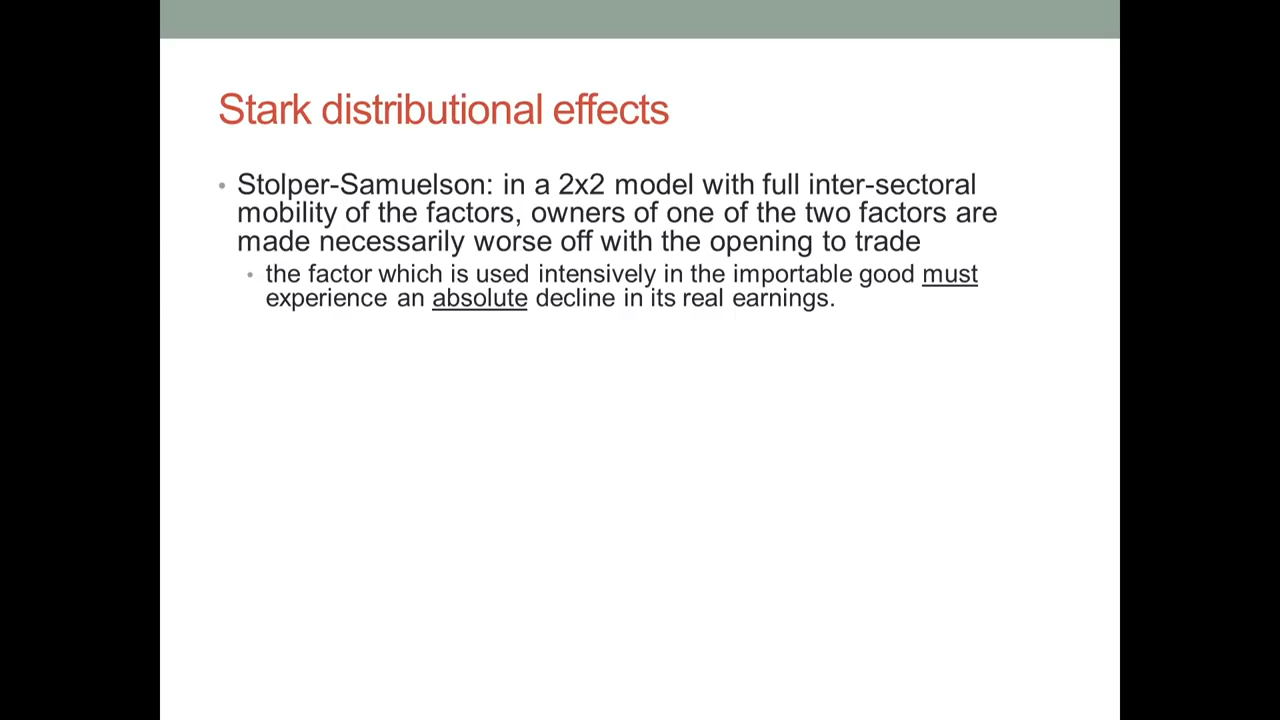 Stark distributional effects
• Stolper-Samuelson: in a 2x2 model with full inter-sectoral
mobility of the factors, owners of one of the two factors are
made necessarily worse off with the opening to trade
• the factor which is used intensively in the importable good must
experience an absolute decline in its real earnings.